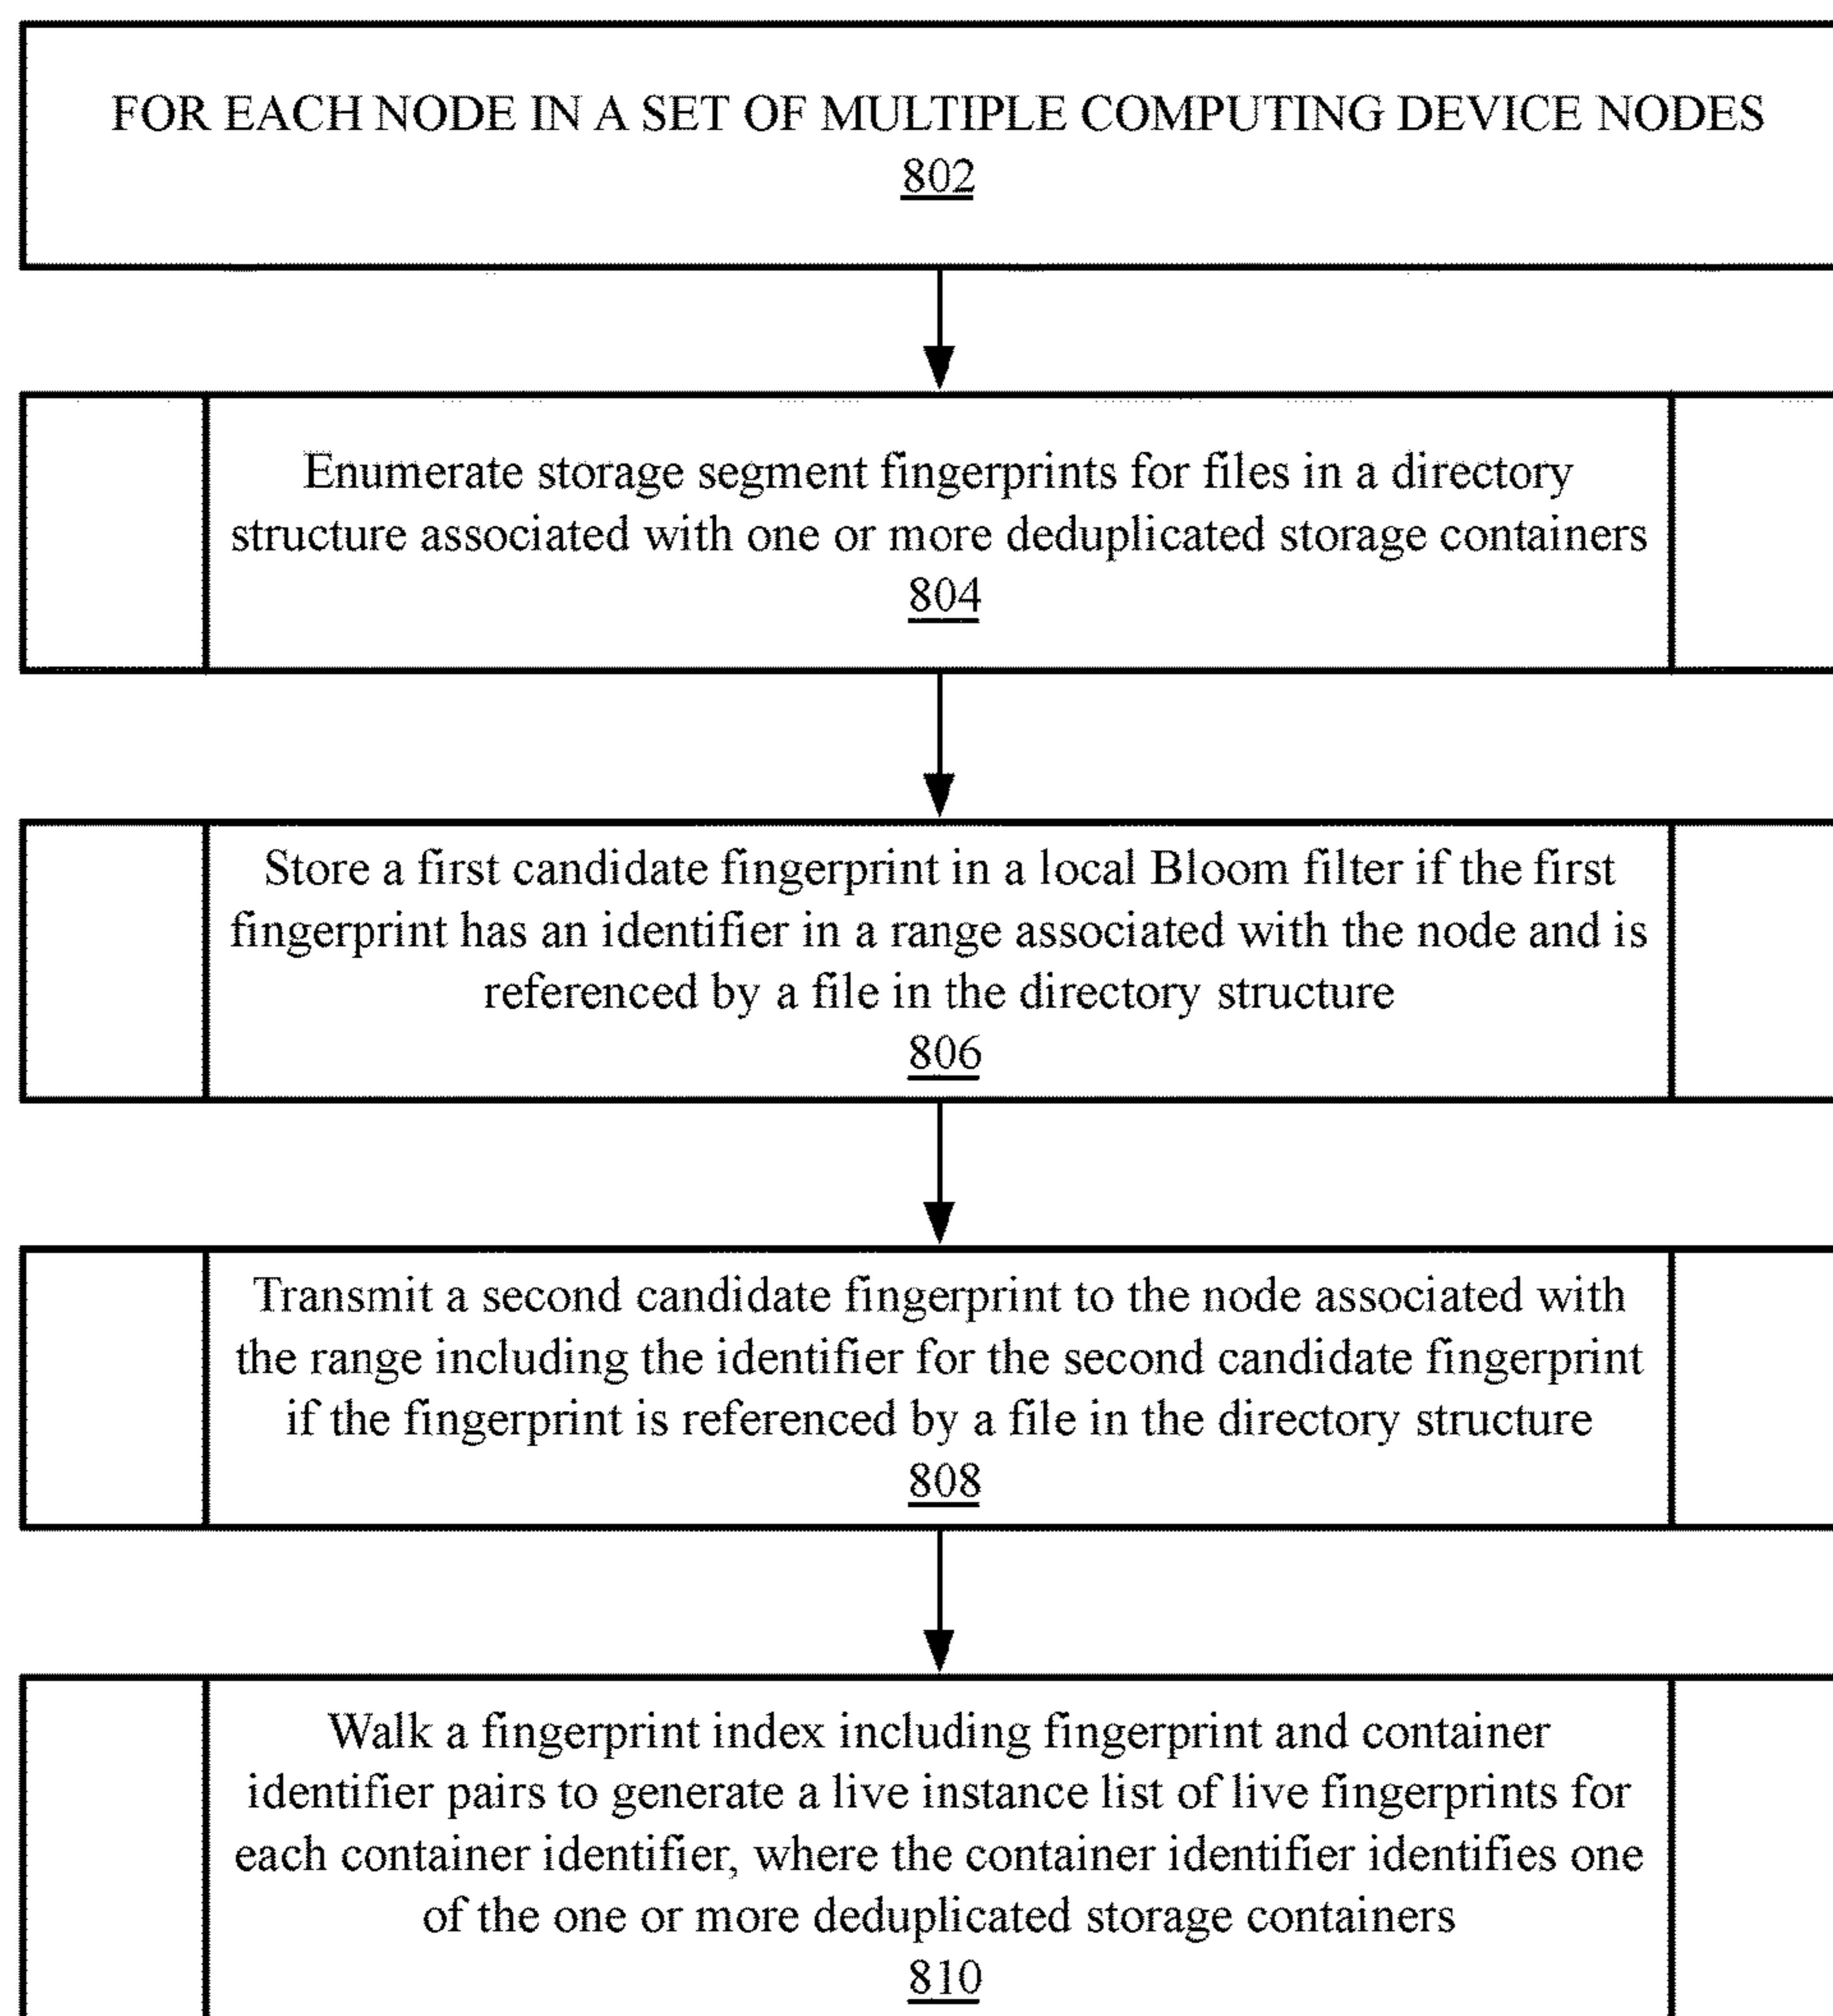 FOR EACH NODE IN A SET OF MULTIPLE COMPUTING DEVICE NODES
802
Enumerate storage segment fingerprints for files in a directory
structure associated with one or more deduplicated storage containers
804
Store a first candidate fingerprint in a local Bloom filter if the first
fingerprint has an identifier in a range associated with the node and is
referenced by a file in the directory structure
806
Transmit a second candidate fingerprint to the node associated with
the range including the identifier for the second candidate fingerprint
if the fingerprint is referenced by a file in the directory structure
808
Walk a fingerprint index including fingerprint and container
identifier pairs to generate a live instance list of live fingerprints for
each container identifier, where the container identifier identifies one
of the one or more deduplicated storage containers
810